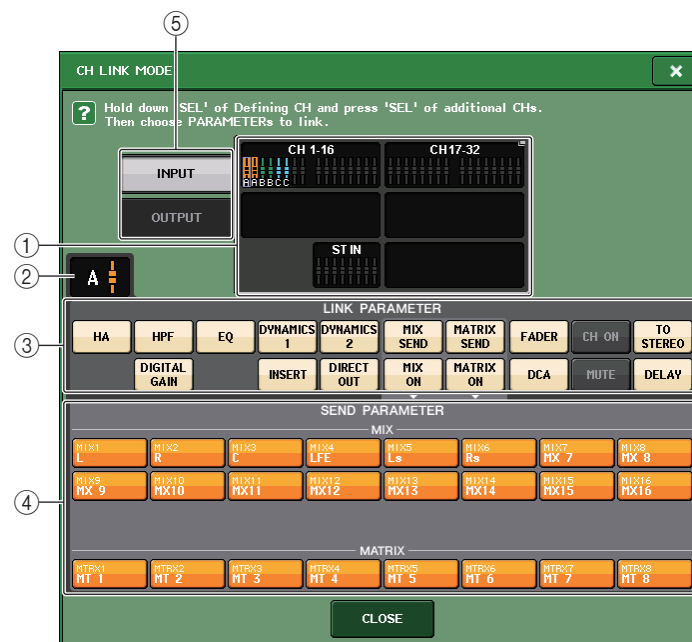 ⑤
CH LINK MODE
×
? Hold down 'SEL' of Defining CH and press 'SEL' of additional CHs.
Then choose PARAMETERs to link.
INPUT
OUTPUT
CH 1-16
CH17-32
AABBCC
ST IN
①
②
A
③
LINK PARAMETER
HA
HPF
EQ
DYNAMICS 1
DYNAMICS 2
MIX SEND
MATRIX SEND
FADER
CH ON
TO STEREO
DIGITAL GAIN
INSERT
DIRECT OUT
MIX ON
MATRIX ON
DCA
MUTE
DELAY
④
SEND PARAMETER
MIX
MIX1 L
MIX2 R
MIX3 C
MIX4 LFE
MIX5 Ls
MIX6 Rs
MIX7 MX 7
MIX8 MX 8
MIX9 MX 9
MIX10 MX10
MIX11 MX11
MIX12 MX12
MIX13 MX13
MIX14 MX14
MIX15 MX15
MIX16 MX16
MATRIX
MTRX1 MT 1
MTRX2 MT 2
MTRX3 MT 3
MTRX4 MT 4
MTRX5 MT 5
MTRX6 MT 6
MTRX7 MT 7
MTRX8 MT 8
CLOSE